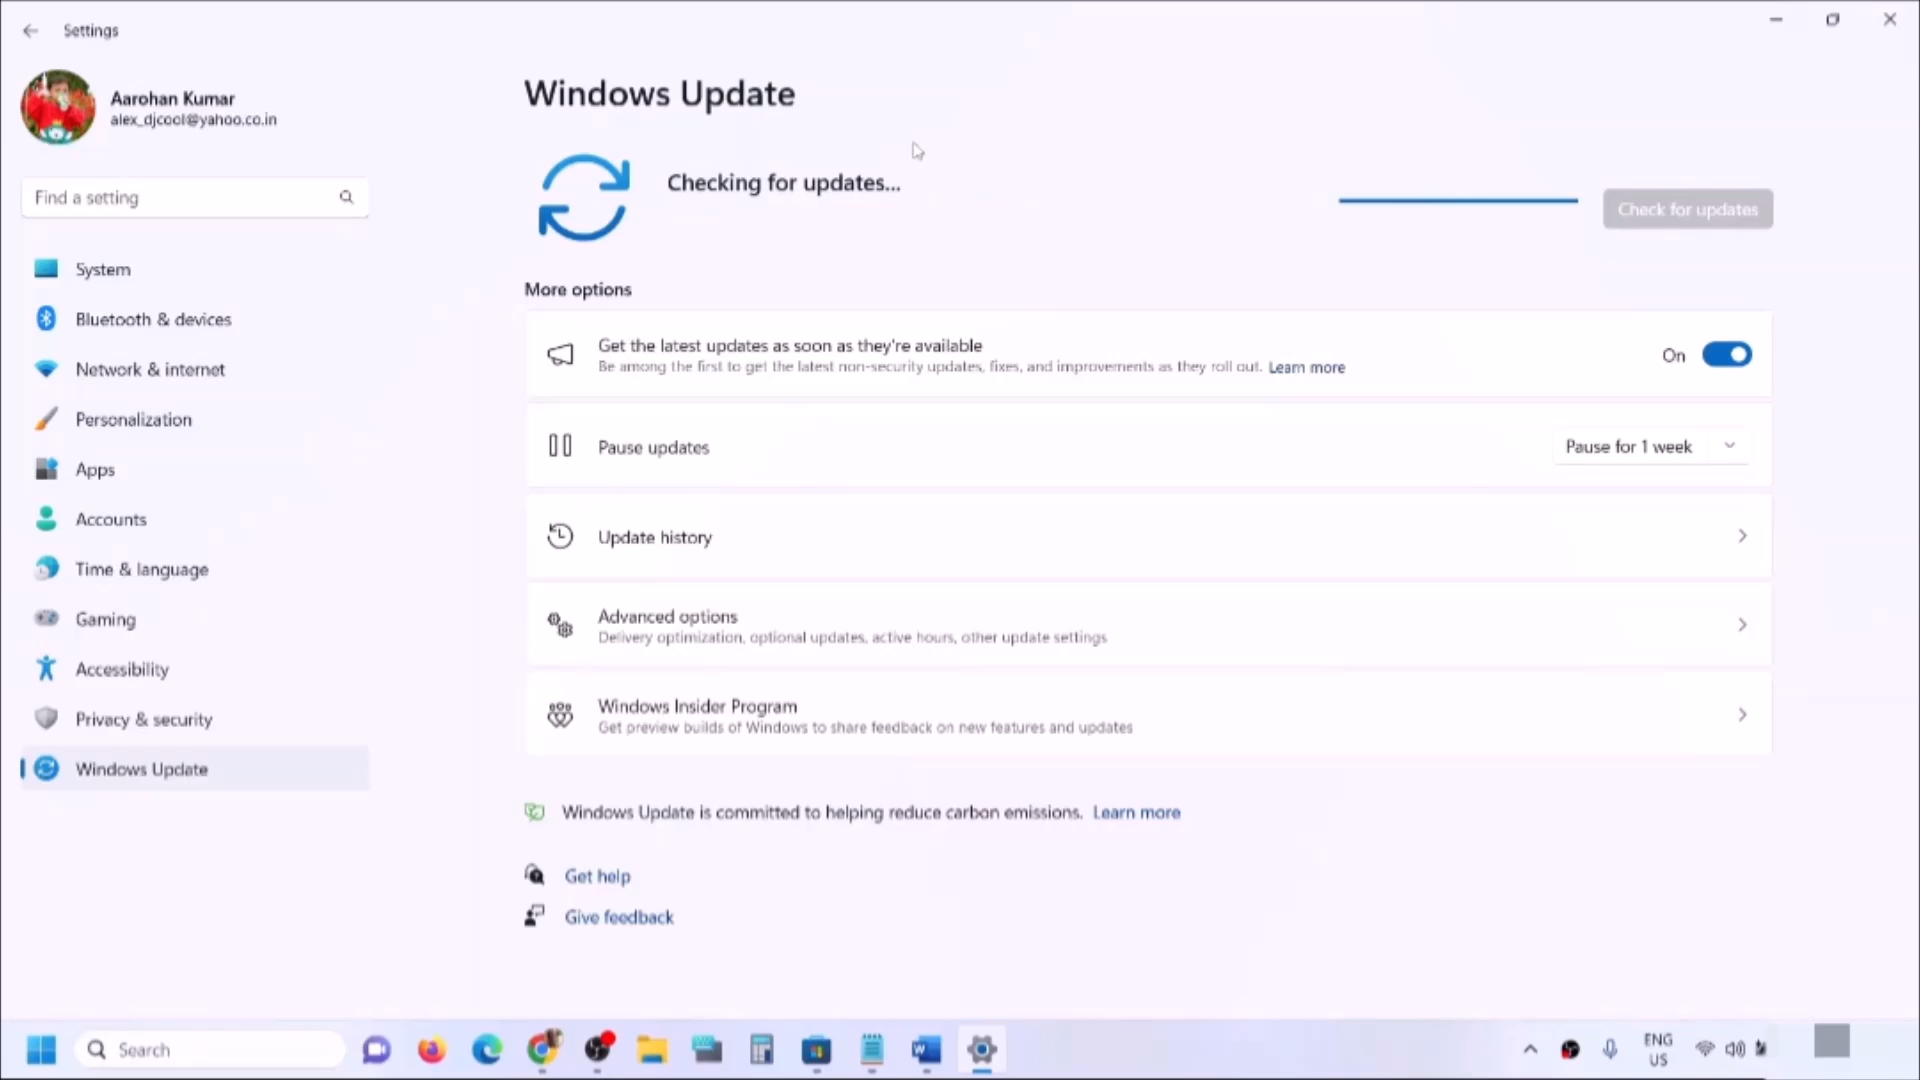 Settings
Aarohan Kumar
alex_djcool@yahoo.co.in
Find a setting
System
Bluetooth & devices
Network & internet
Personalization
Apps
Accounts
Time & language
Gaming
Accessibility
Privacy & security
Windows Update
Windows Update
Checking for updates...
Check for updates
More options
Get the latest updates as soon as they're available
Be among the first to get the latest non-security updates, fixes, and improvements as they roll out. Learn more
On
Pause updates
Pause for 1 week
Update history
Advanced options
Delivery optimization, optional updates, active hours, other update settings
Windows Insider Program
Get preview builds of Windows to share feedback on new features and updates
Windows Update is committed to helping reduce carbon emissions. Learn more
Get help
Give feedback
Search
ENG
US